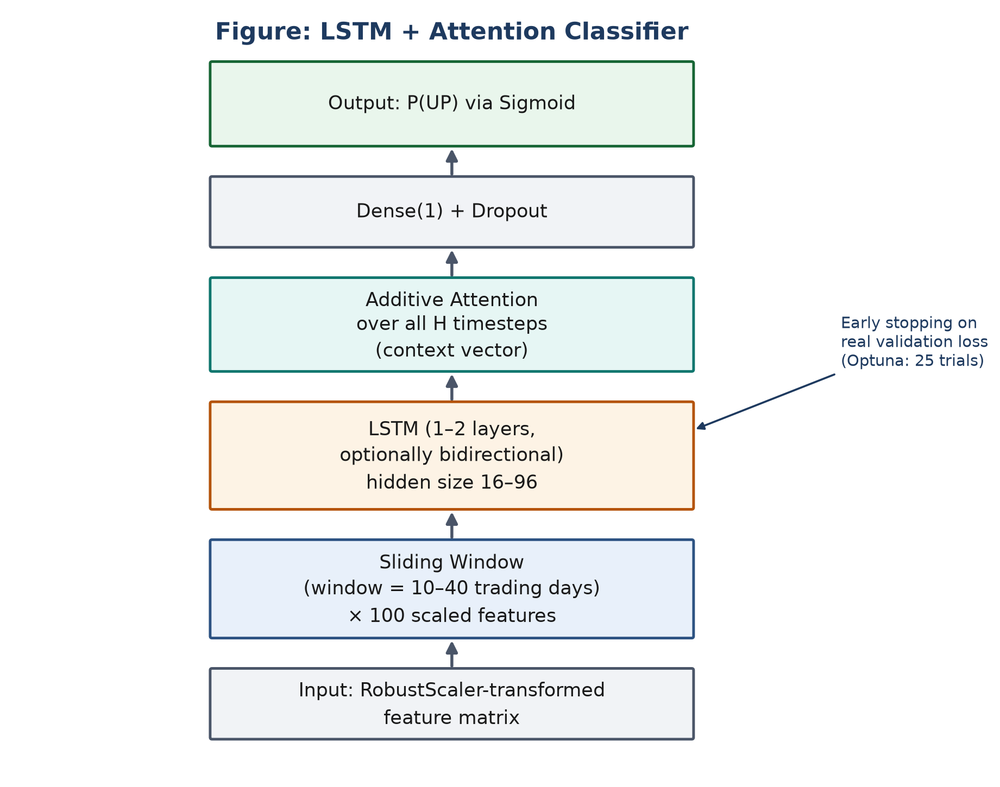 Figure: LSTM + Attention Classifier
Output: P(UP) via Sigmoid
Dense(1) + Dropout
Additive Attention
over all H timesteps
(context vector)
Early stopping on
real validation loss
(Optuna: 25 trials)
LSTM (1–2 layers,
optionally bidirectional)
hidden size 16–96
Sliding Window
(window = 10–40 trading days)
× 100 scaled features
Input: RobustScaler-transformed
feature matrix